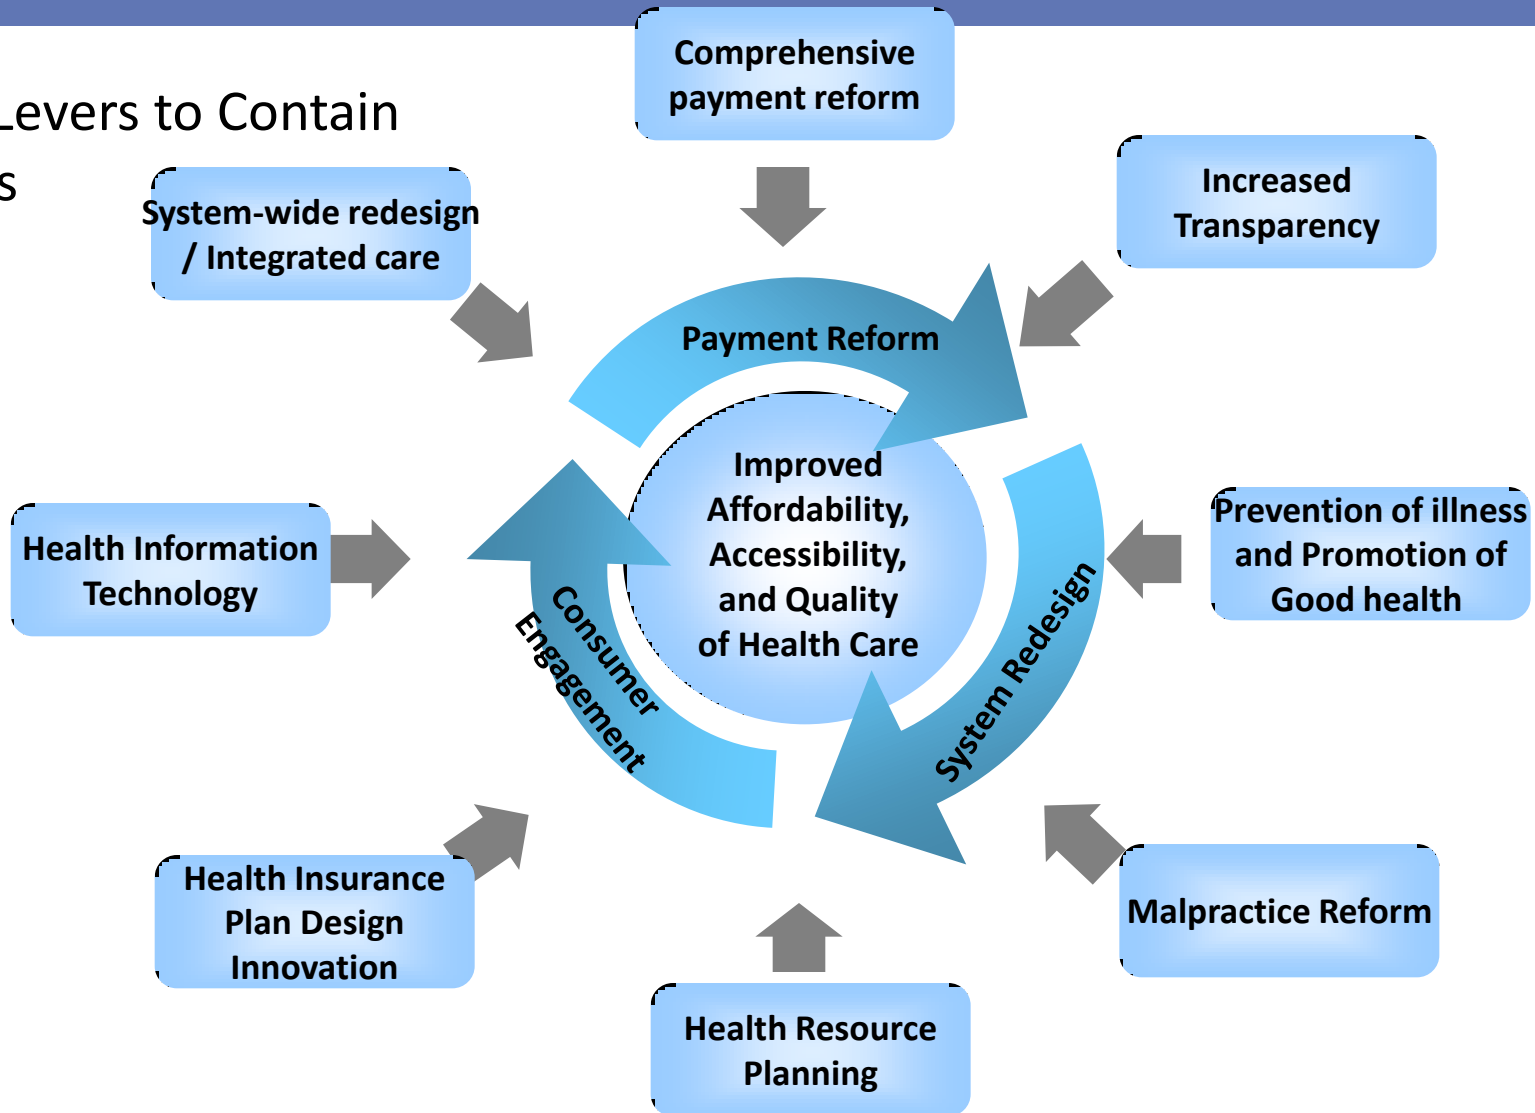 Levers to Contain
s
Comprehensive
payment reform
Increased
Transparency
System-wide redesign
/ Integrated care
Payment Reform
Improved
Affordability,
Accessibility,
and Quality
of Health Care
Health Information
Technology
Prevention of illness
and Promotion of
Good health
Consumer
Engagement
System Redesign
Health Insurance
Plan Design
Innovation
Malpractice Reform
Health Resource
Planning